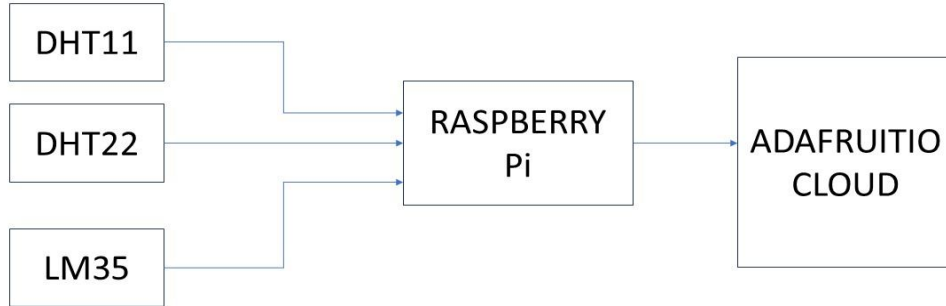 DHT11
DHT22
LM35
RASPBERRY
Pi
ADAFRUITIO
CLOUD